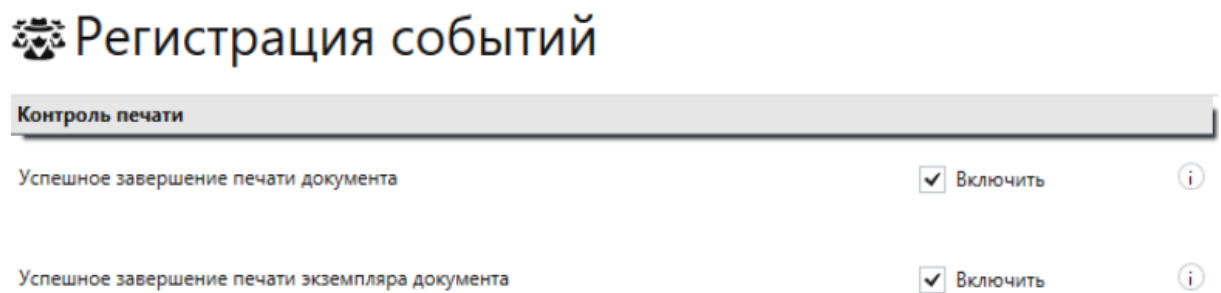 Регистрация событий
Контроль печати
Успешное завершение печати документа Включить i
Успешное завершение печати экземпляра документа Включить i